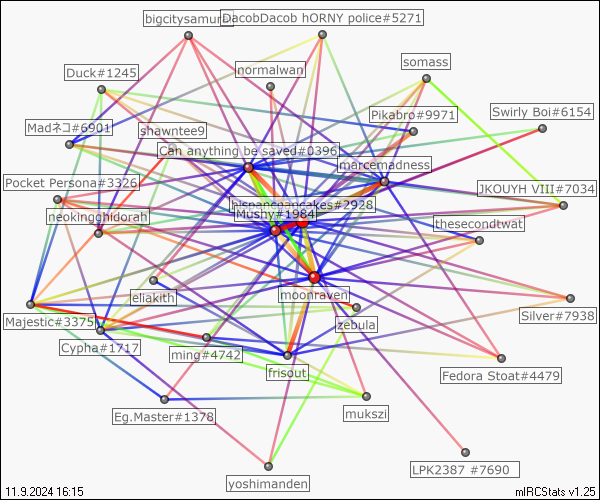 bigcitysamurai
DacobDacob hORNY police#5271
somass
normalwan
Duck#1245
Pikabro#9971
Swirly Boi#6154
Madネコ#6901
shawntee9
Can anything be saved#0396
marcemadness
Pocket Persona#3326
JKOUYH VIII#7034
hispanicpancakes#2928
Mushy#1984
neokingghidorah
thesecondtwat
eliakith
moonraven
Silver#7938
Majestic#3375
zebula
Cypha#1717
ming#4742
frisout
Fedora Stoat#4479
Eg.Master#1378
mukszi
LPK2387 #7690
yoshimanden
11.9.2024 16:15
mIRCStats v1.25